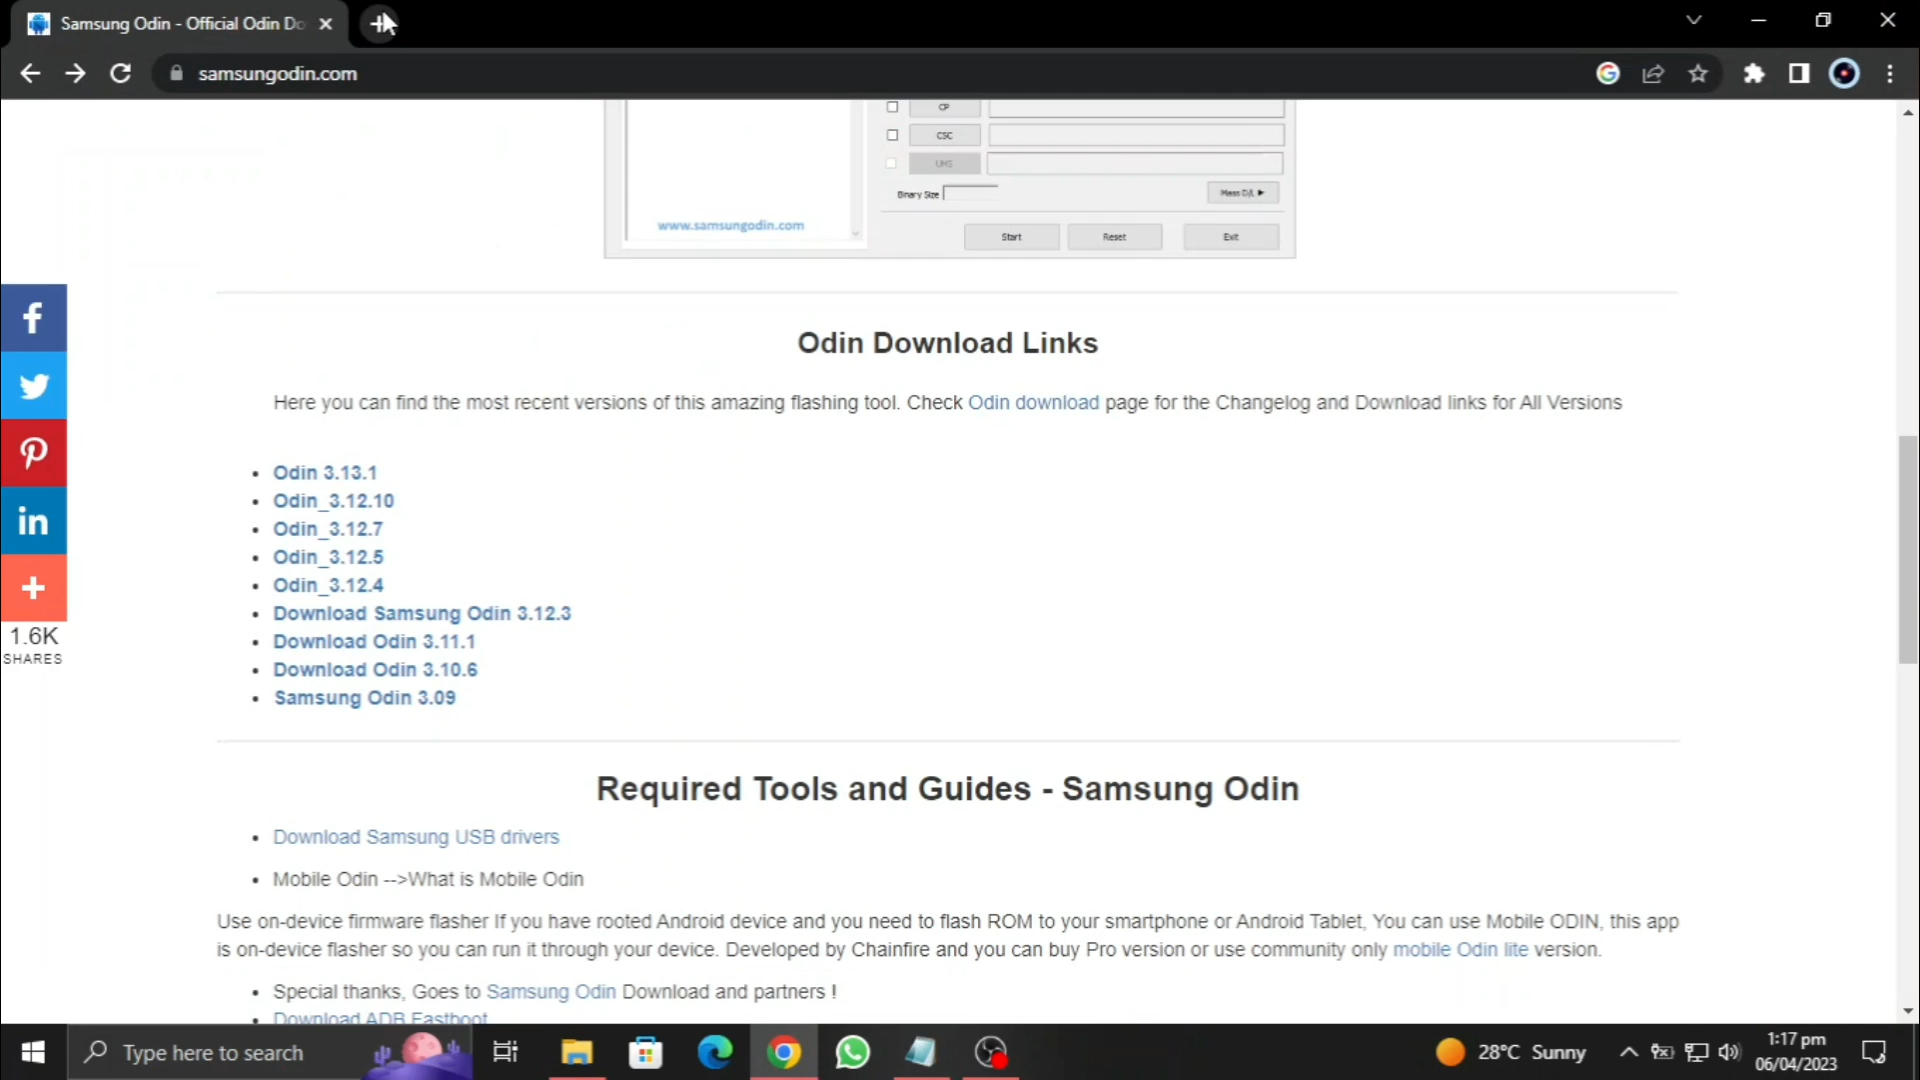 Samsung Odin - Official Odin Do
samsungodin.com
CP
CSC
UMS
Binary Size
Mass D/L ►
www.samsungodin.com
Start
Reset
Exit
Odin Download Links
Here you can find the most recent versions of this amazing flashing tool. Check Odin download page for the Changelog and Download links for All Versions
• Odin 3.13.1
• Odin_3.12.10
• Odin_3.12.7
• Odin_3.12.5
• Odin_3.12.4
• Download Samsung Odin 3.12.3
• Download Odin 3.11.1
• Download Odin 3.10.6
• Samsung Odin 3.09
1.6K
SHARES
Required Tools and Guides - Samsung Odin
• Download Samsung USB drivers
• Mobile Odin -->What is Mobile Odin
Use on-device firmware flasher If you have rooted Android device and you need to flash ROM to your smartphone or Android Tablet, You can use Mobile ODIN, this app
is on-device flasher so you can run it through your device. Developed by Chainfire and you can buy Pro version or use community only mobile Odin lite version.
• Special thanks, Goes to Samsung Odin Download and partners !
• Download ADB Fastboot
Type here to search
28°C Sunny
1:17 pm
06/04/2023